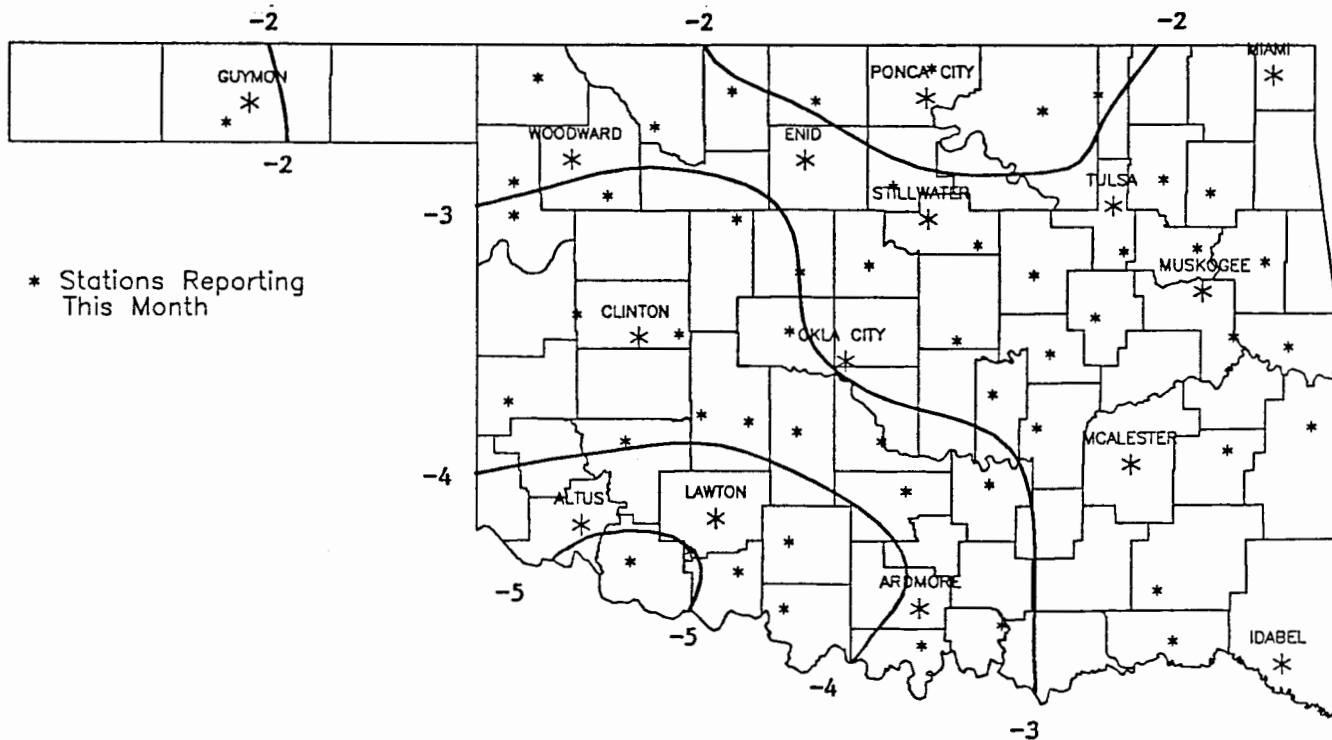 -2
-2
-2
GUYMON
PONCA CITY
MIAMI
WOODWARD
ENID
-2
TULSA
STILLWATER
-3
MUSKOGEE
* Stations Reporting
This Month
CLINTON
OKLA CITY
MCALESTER
-4
ALTUS
LAWTON
ARDMORE
-5
-5
IDABEL
-4
-3